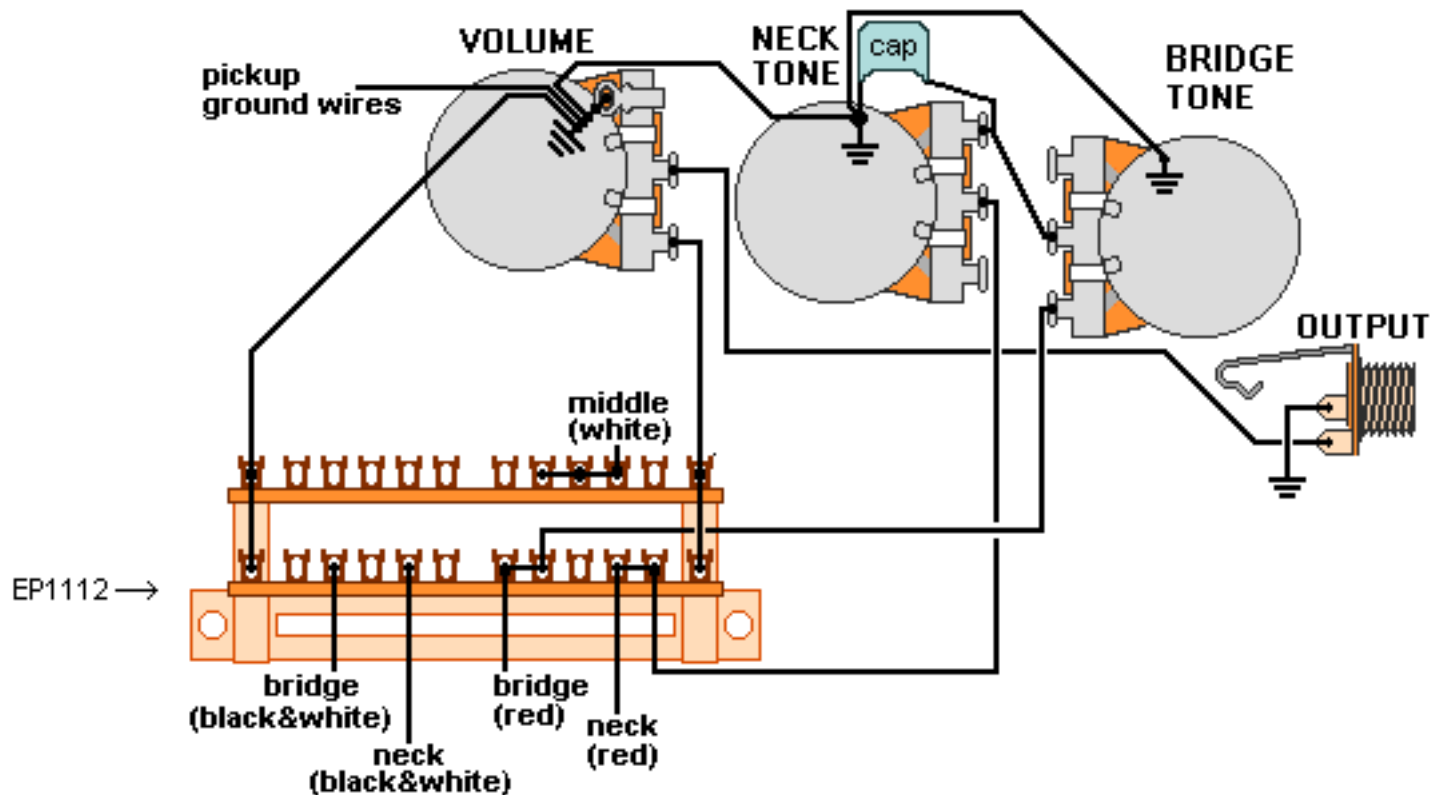 VOLUME
pickup
ground wires
NECK
TONE
cap
BRIDGE
TONE
OUTPUT
middle
(white)
EP1112
bridge
(black&white)
neck
(black&white)
bridge
(red)
neck
(red)